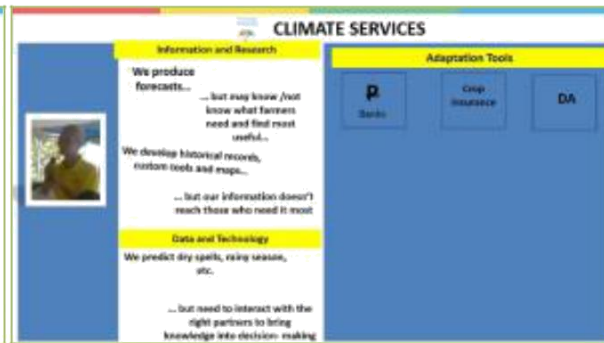 CLIMATE SERVICES
Information and Research
We produce
forecasts...
... but may know /not
know what farmers
need and find most
useful...
We develop historical records,
custom tools and maps...
... but our information doesn't
reach those who need it most
Data and Technology
We predict dry spells, rainy season,
etc.
... but need to interact with the
right partners to bring
knowledge into decision- making
Adaptation Tools
₽
Banks
Crop
Insurance
DA